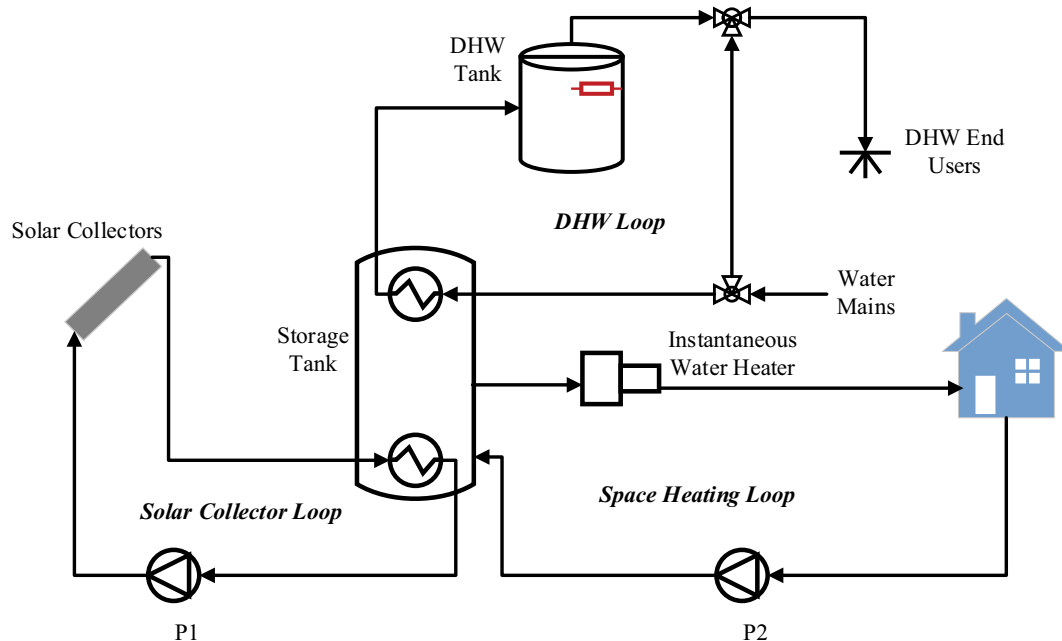 DHW
Tank
DHW End
Users
DHW Loop
Solar Collectors
Water
Mains
Storage
Tank
Instantaneous
Water Heater
Space Heating Loop
Solar Collector Loop
P1
P2